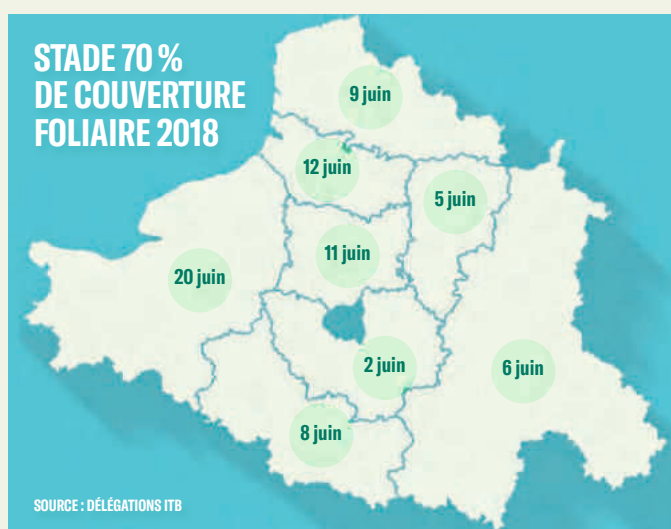 STADE 70 %
DE COUVERTURE
FOLIAIRE 2018
9 juin
12 juin
5 juin
11 juin
20 juin
2 juin
6 juin
8 juin
SOURCE : DÉLÉGATIONS ITB